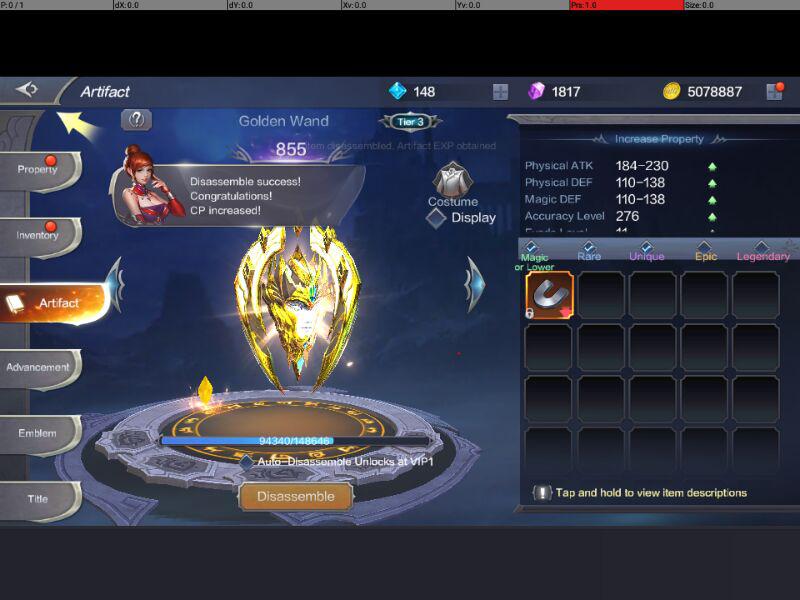 P: 0 / 1 dX: 0.0 dY: 0.0 Xv: 0.0 Yv: 0.0 Prs: 1.0 Size: 0.0
Artifact 148 1817 5078887
Golden Wand
Tier 3
855
tem disassembled, Artifact EXP obtained
Disassemble success!
Congratulations!
CP increased!
Costume
Display
Property
Inventory
Artifact
Advancement
Emblem
Title
94340/148646
Auto-Disassemble Unlocks at VIP1
Disassemble
Increase Property
Physical ATK 184-230
Physical DEF 110-138
Magic DEF 110-138
Accuracy Level 276
Magic or Lower Rare Unique Epic Legendary
Tap and hold to view item descriptions